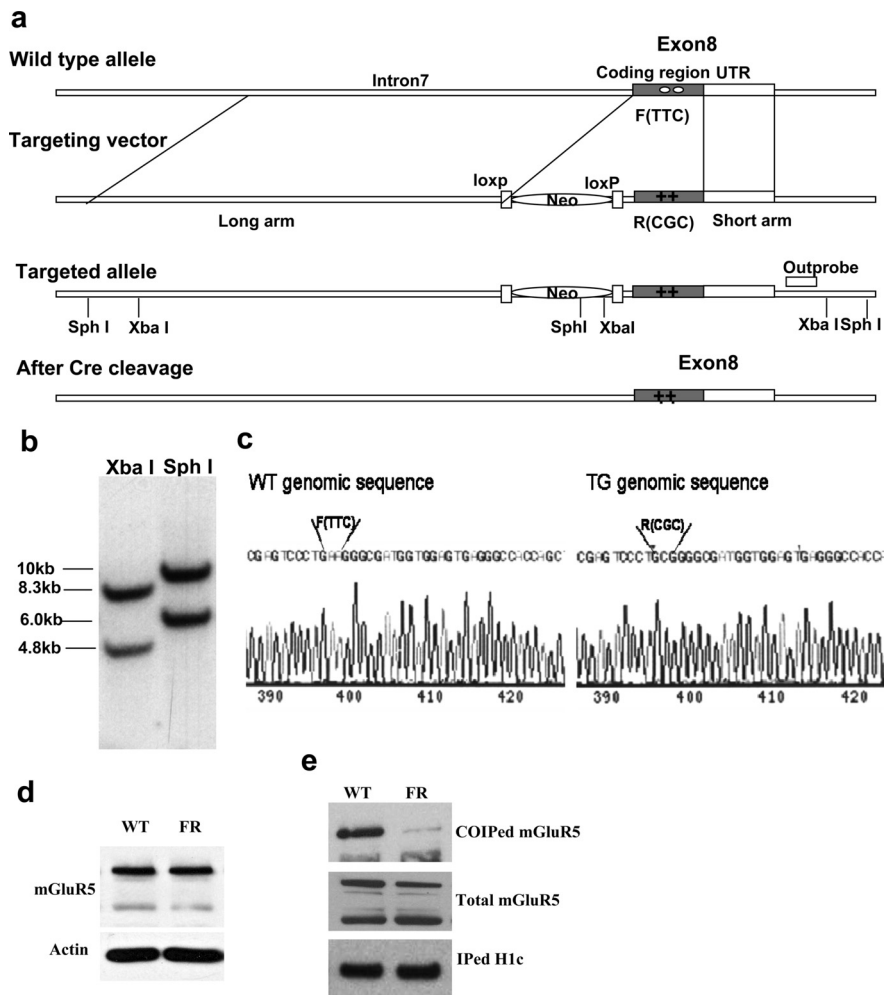 a
Exon8
Wild type allele
Intron7
Coding region UTR
F(TTC)
Targeting vector
loxp
loxP
Neo
Long arm
R(CGC)
Short arm
Targeted allele
Outprobe
Neo
Sph I
Xba I
SphI
XbaI
Xba I
Sph I
After Cre cleavage
Exon8
b
Xba I Sph I
10kb
8.3kb
6.0kb
4.8kb
c
WT genomic sequence
F(TTC)
CGAGTCCCTGAAGGGCGATGGTGGAGTGAGGGCCACCAGC
390 400 410 420
TG genomic sequence
R(CGC)
CGAGTCCCTGCGGGGCGATGGTGGAGTGAGGGCCACCA
390 400 410 420
d
WT FR
mGluR5
Actin
e
WT FR
COIPed mGluR5
Total mGluR5
IPed H1c